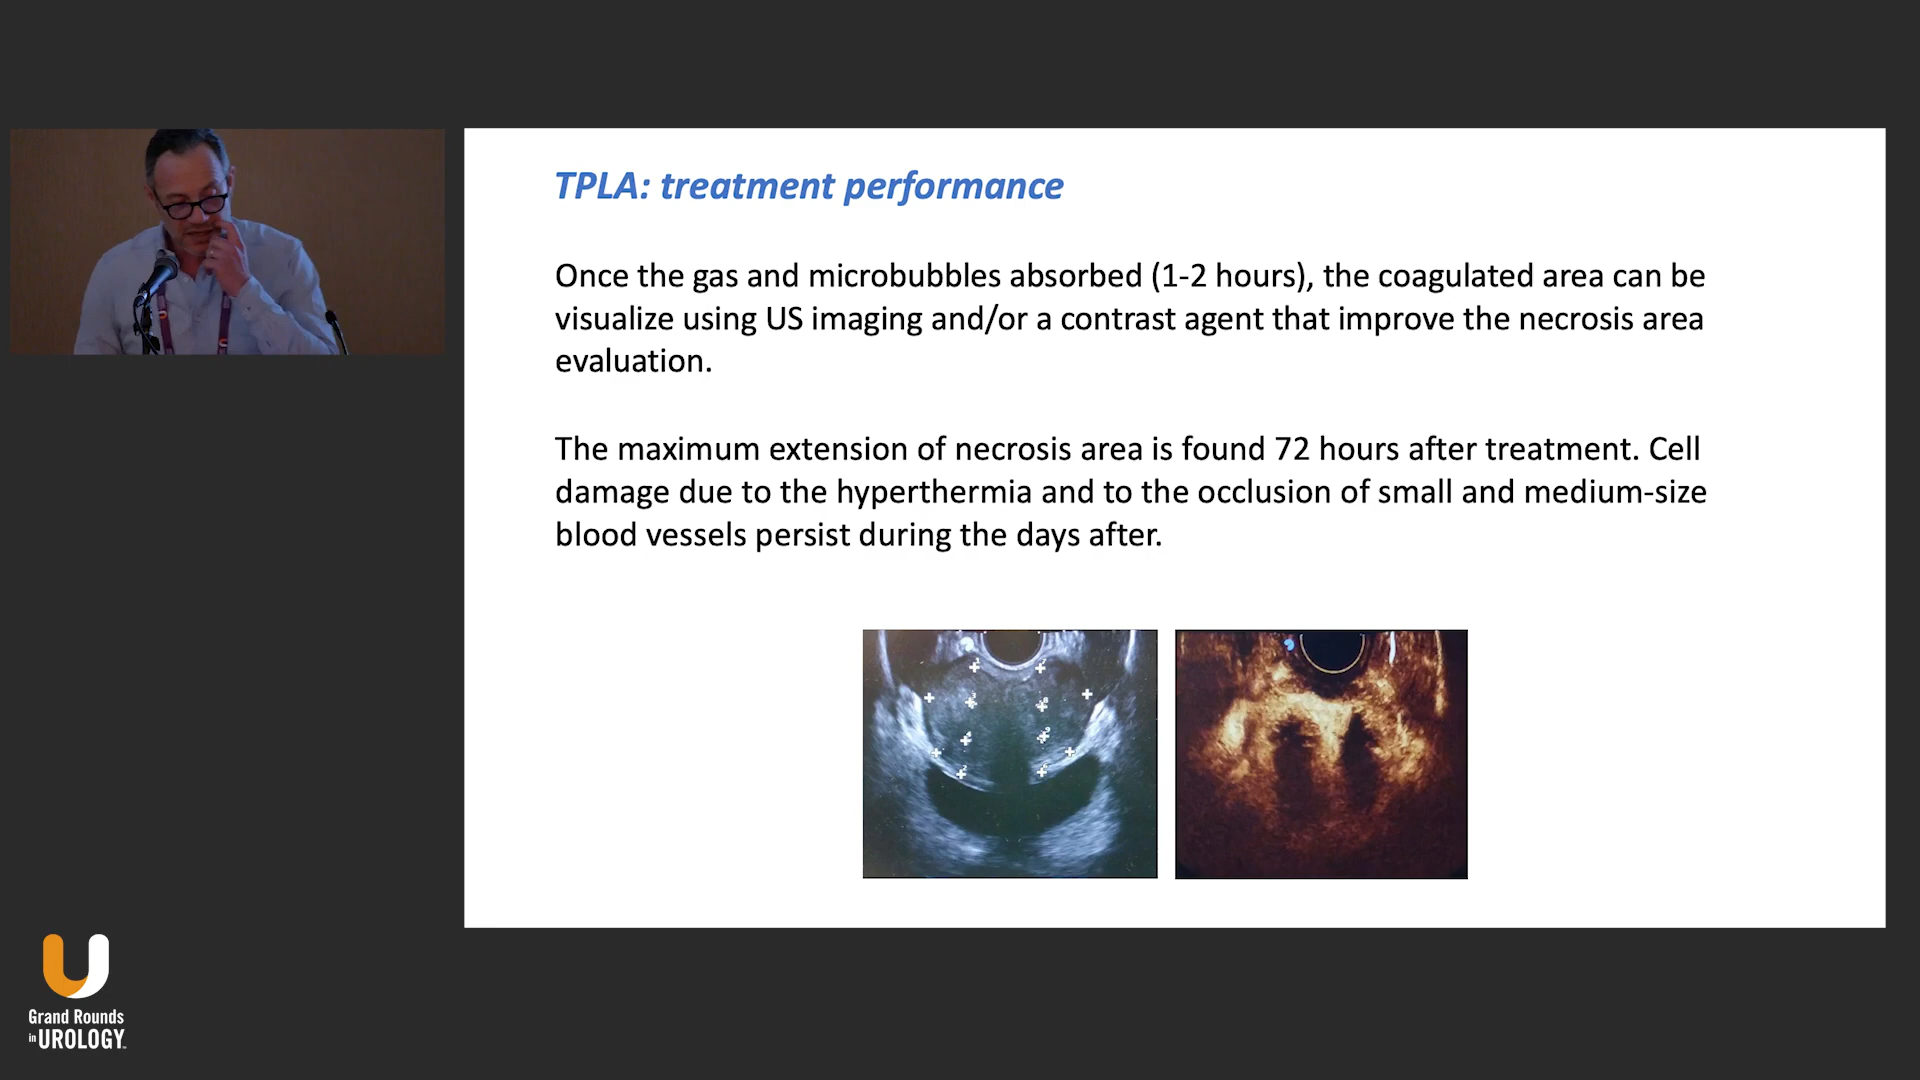 TPLA: treatment performance
Once the gas and microbubbles absorbed (1-2 hours), the coagulated area can be
visualize using US imaging and/or a contrast agent that improve the necrosis area
evaluation.
The maximum extension of necrosis area is found 72 hours after treatment. Cell
damage due to the hyperthermia and to the occlusion of small and medium-size
blood vessels persist during the days after.
Grand Rounds
in UROLOGY